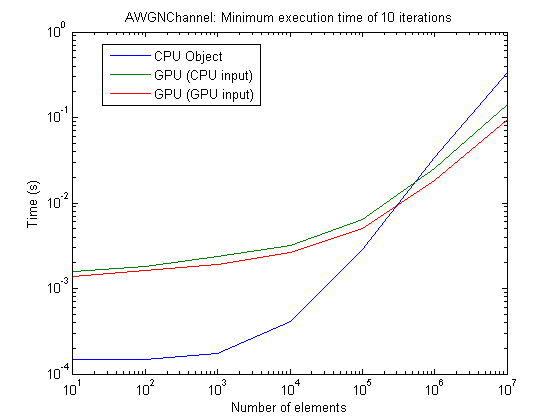 AWGNChannel: Minimum execution time of 10 iterations
10^0
CPU Object
GPU (CPU input)
GPU (GPU input)
10^-1
10^-2
Time (s)
10^-3
10^-4
10^1 10^2 10^3 10^4 10^5 10^6 10^7
Number of elements